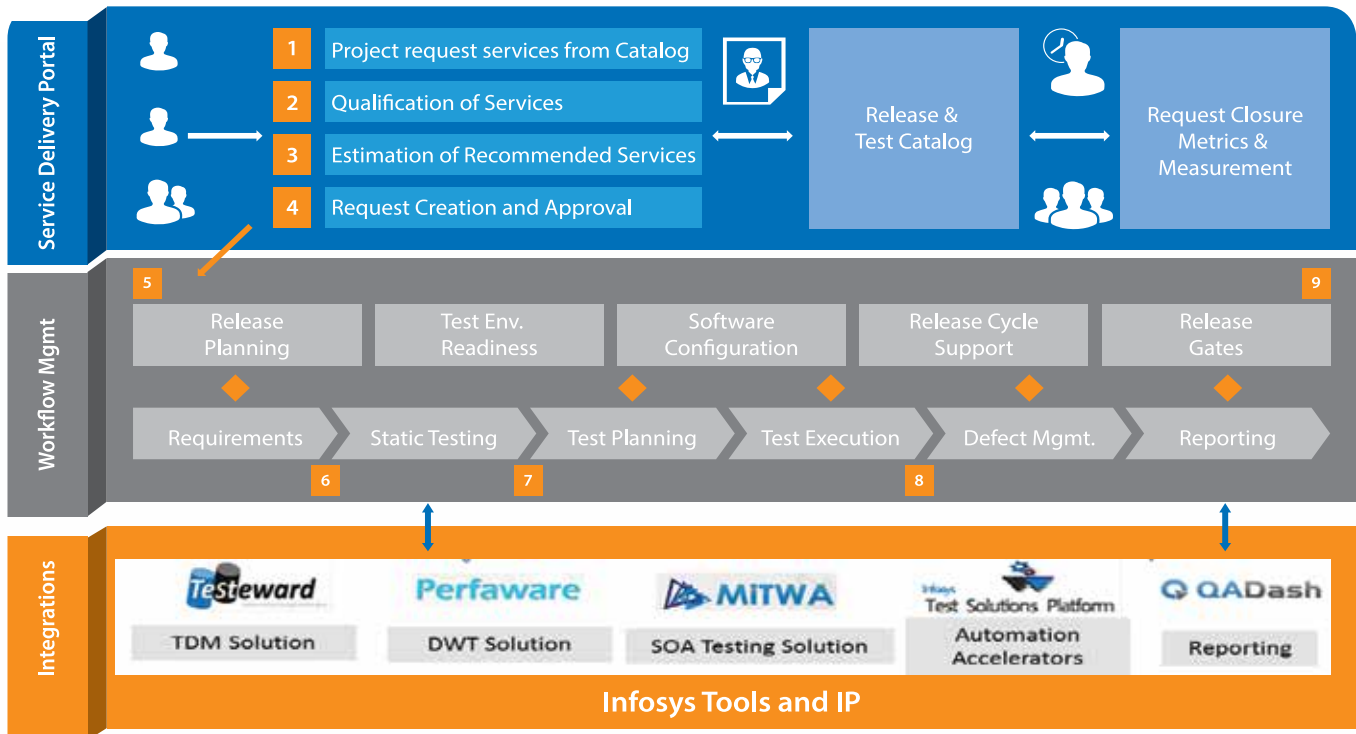 Service Delivery Portal
1 Project request services from Catalog
2 Qualification of Services
3 Estimation of Recommended Services
4 Request Creation and Approval
Release &
Test Catalog
Request Closure
Metrics &
Measurement
Workflow Mgmt
5
9
Release
Planning
Test Env.
Readiness
Software
Configuration
Release Cycle
Support
Release
Gates
Requirements
Static Testing
Test Planning
Test Execution
Defect Mgmt.
Reporting
6
7
8
Integrations
Testeward
TDM Solution
Perfaware
DWT Solution
MiTWA
SOA Testing Solution
Infosys
Test Solutions Platform
Automation
Accelerators
QADash
Reporting
Infosys Tools and IP